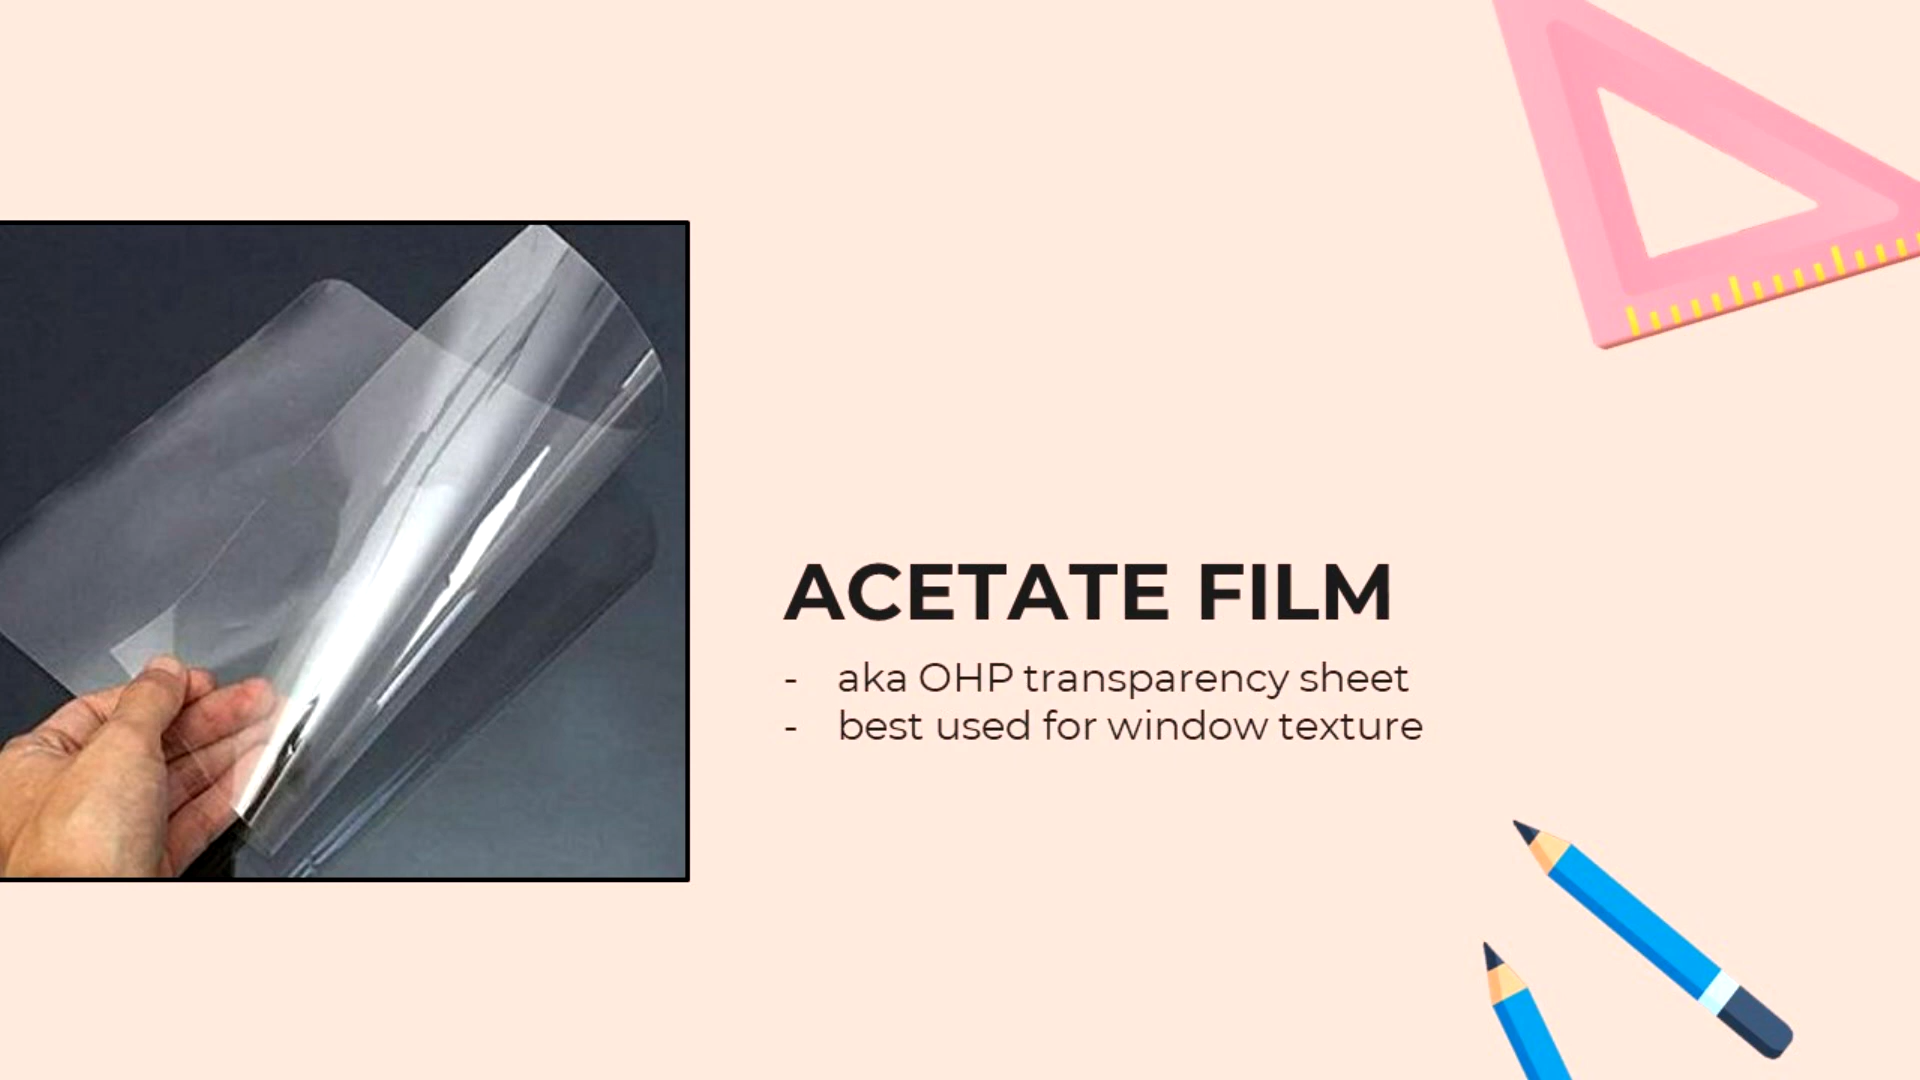 ACETATE FILM
- aka OHP transparency sheet
- best used for window texture